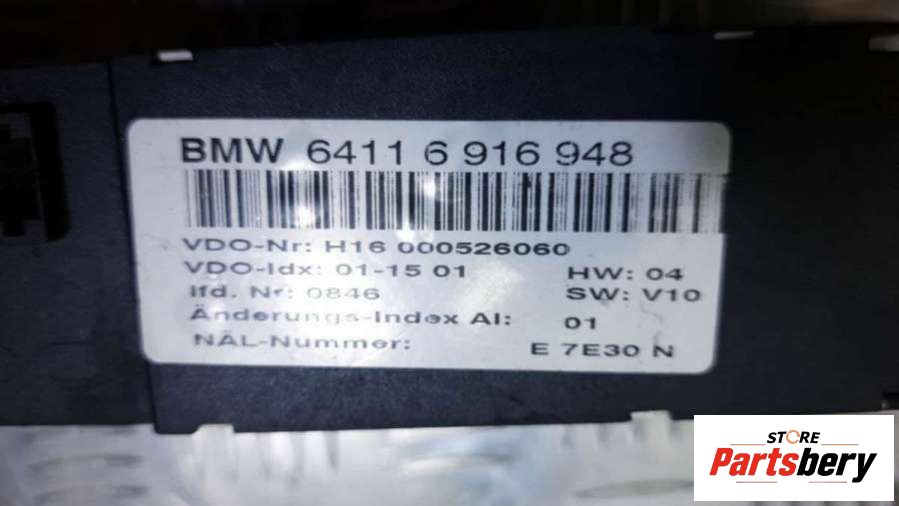 BMW 6411 6 916 948
VDO-Nr: H16 000526060
VDO-Idx: 01-15 01 HW: 04
lfd. Nr: 0846 SW: V10
Änderungs-Index AI: 01
NÄL-Nummer: E 7E30 N
STORE
Partsbery